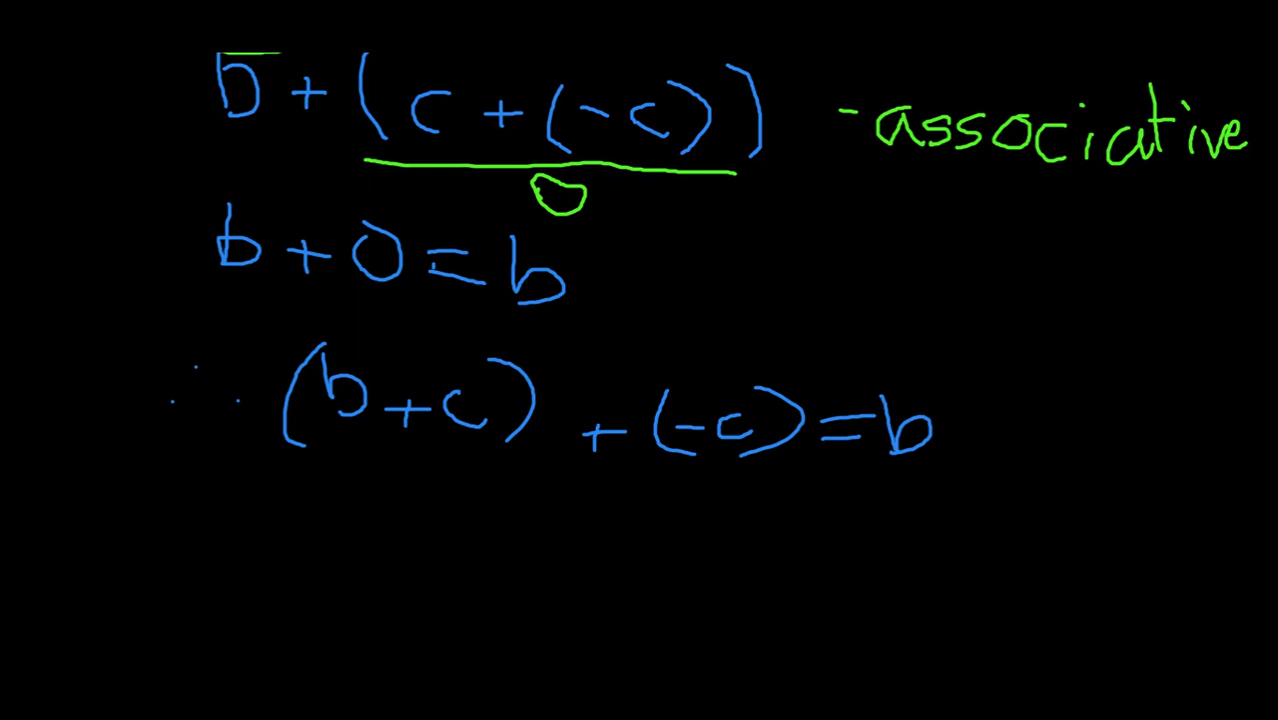 b + (c + (-c)) - associative
0
b + 0 = b
∴ (b + c) + (-c) = b